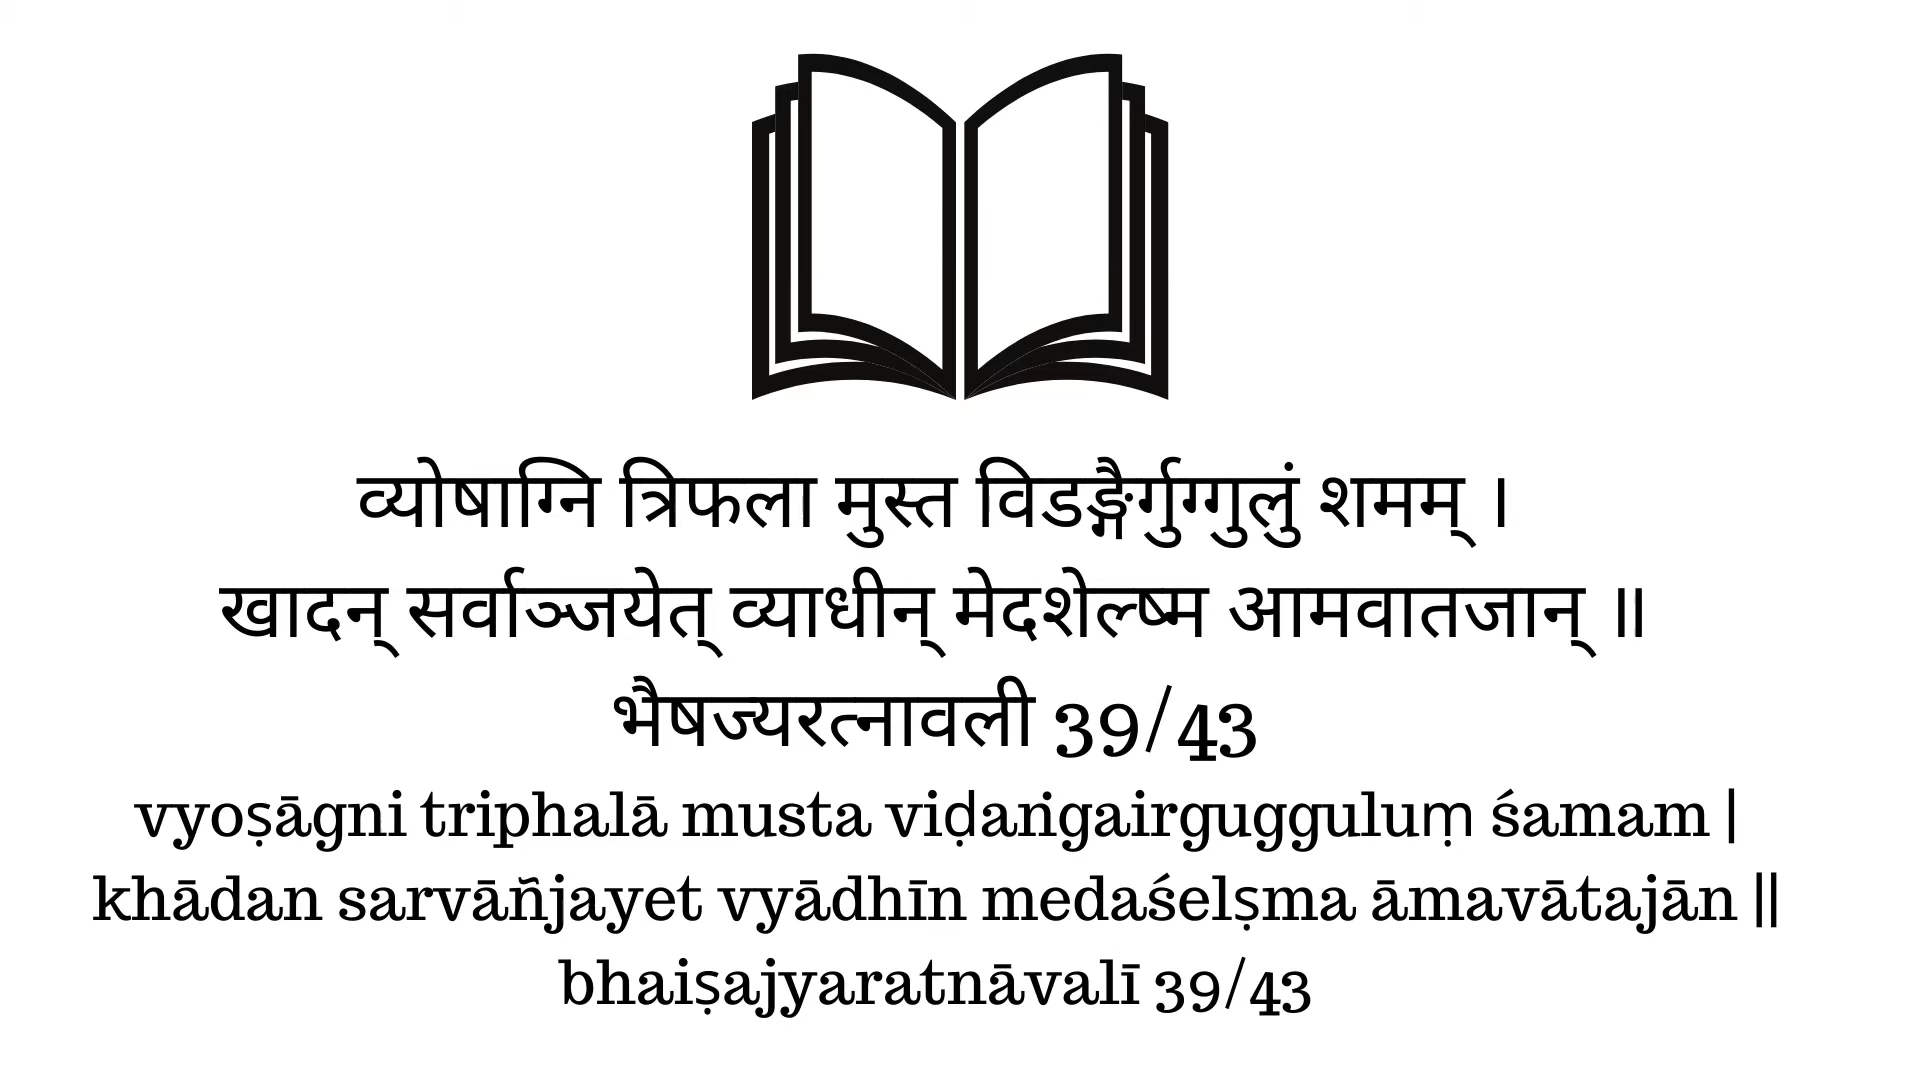 व्योषाग्नि त्रिफला मुस्त विडङ्गैर्गुग्गुलुं शमम् ।
खादन् सर्वाञ्जयेत् व्याधीन् मेदशेल्ष्म आमवातजान् ॥
भैषज्यरत्नावली 39/43
vyoṣāgni triphalā musta viḍaṅgairgugguluṃ śamam |
khādan sarvāñjayet vyādhīn medaśelṣma āmavātajān ||
bhaiṣajyaratnāvalī 39/43